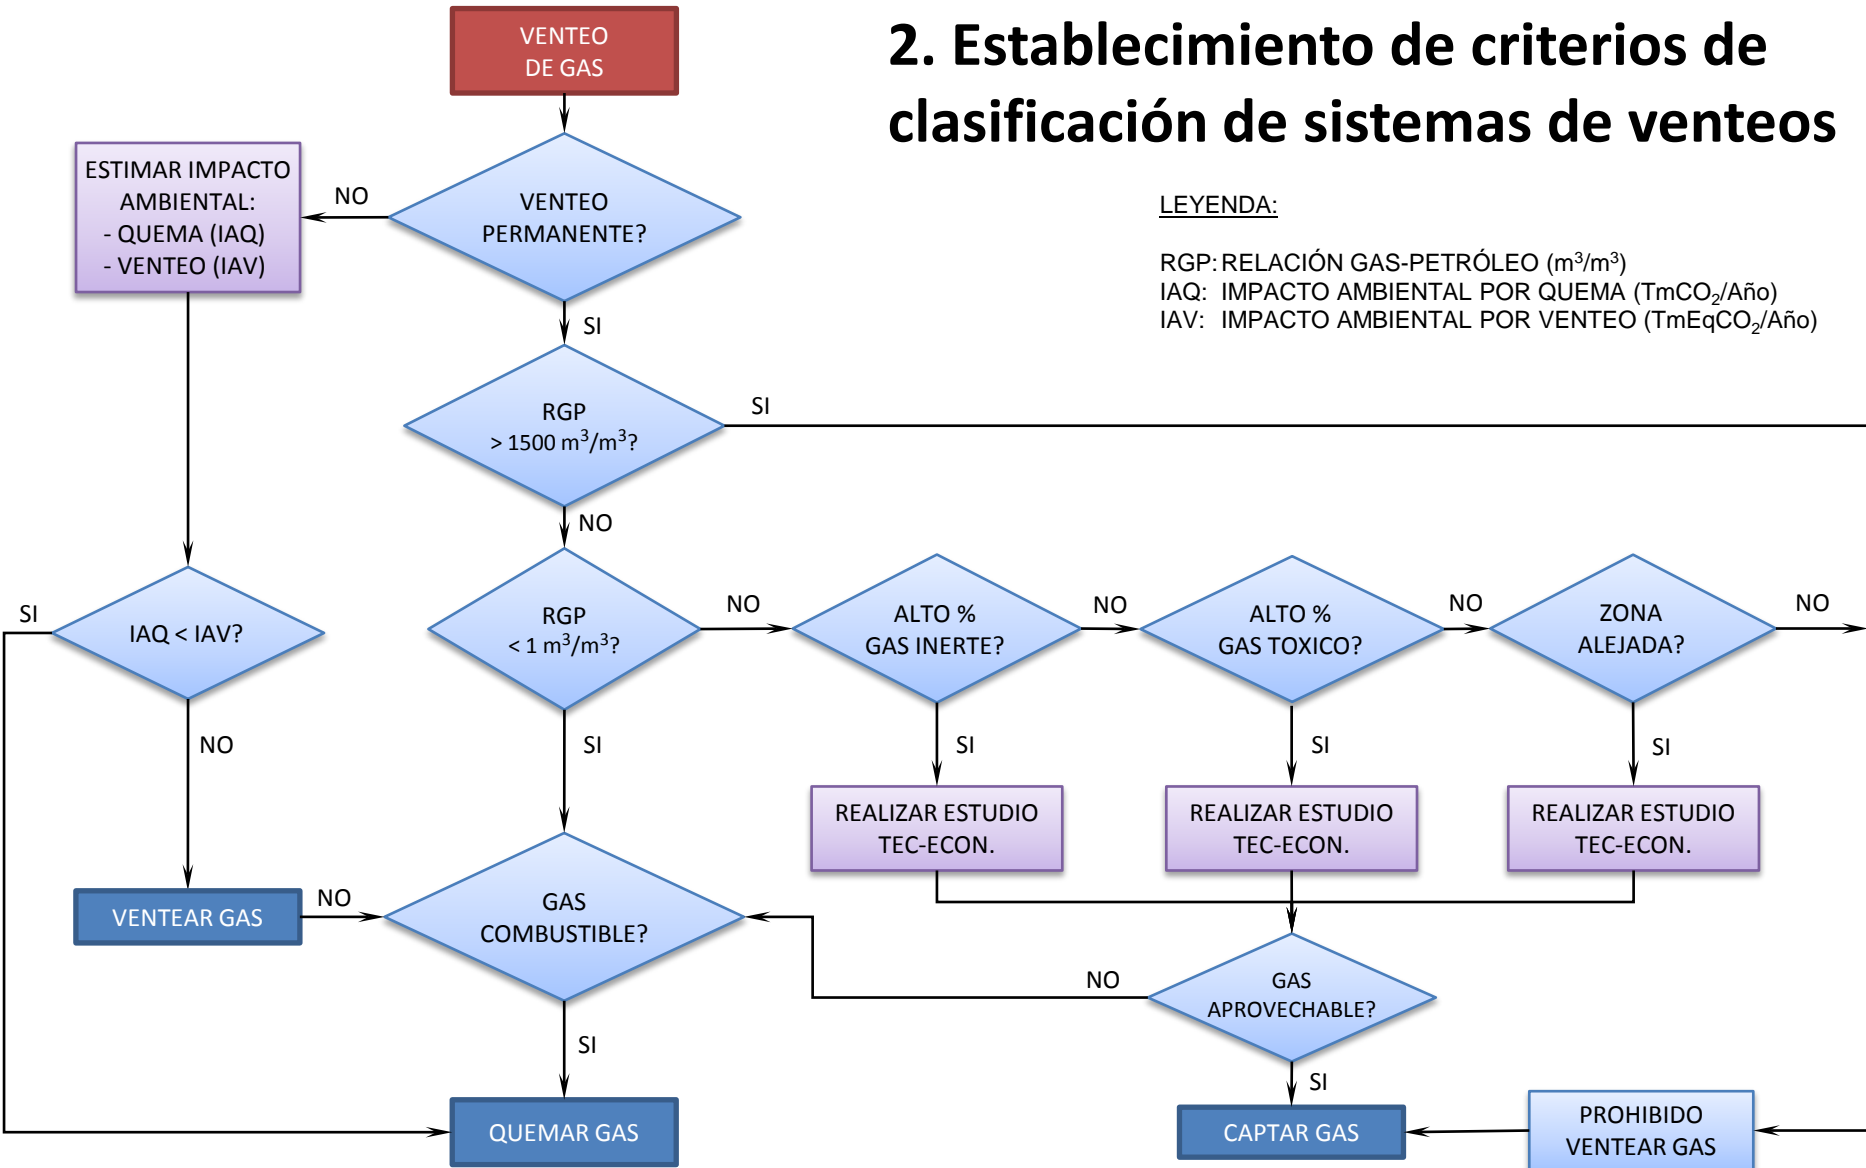 2. Establecimiento de criterios de
clasificación de sistemas de venteos
VENTEO
DE GAS
LEYENDA:
RGP: RELACIÓN GAS-PETRÓLEO (m³/m³)
IAQ: IMPACTO AMBIENTAL POR QUEMA (TmCO₂/Año)
IAV: IMPACTO AMBIENTAL POR VENTEO (TmEqCO₂/Año)
ESTIMAR IMPACTO
AMBIENTAL:
- QUEMA (IAQ)
- VENTEO (IAV)
NO
VENTEO
PERMANENTE?
SI
RGP
> 1500 m³/m³?
SI
NO
SI
IAQ < IAV?
RGP
< 1 m³/m³?
NO
ALTO %
GAS INERTE?
NO
ALTO %
GAS TOXICO?
NO
ZONA
ALEJADA?
NO
NO
SI
SI
SI
SI
REALIZAR ESTUDIO
TEC-ECON.
REALIZAR ESTUDIO
TEC-ECON.
REALIZAR ESTUDIO
TEC-ECON.
VENTEAR GAS
NO
GAS
COMBUSTIBLE?
NO
GAS
APROVECHABLE?
SI
SI
QUEMAR GAS
CAPTAR GAS
PROHIBIDO
VENTEAR GAS